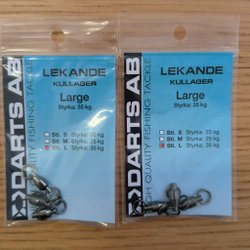 LEKANDE
KULLAGER
Large
Styrka: 35 kg
Stl. S Styrka: 20 kg
Stl. M Styrka: 25 kg
Stl. L Styrka: 35 kg
DARTS AB
HIGH QUALITY FISHING TACKLE
LEKANDE
KULLAGER
Large
Styrka: 35 kg
Stl. S Styrka: 20 kg
Stl. M Styrka: 25 kg
Stl. L Styrka: 35 kg
DARTS AB
HIGH QUALITY FISHING TACKLE